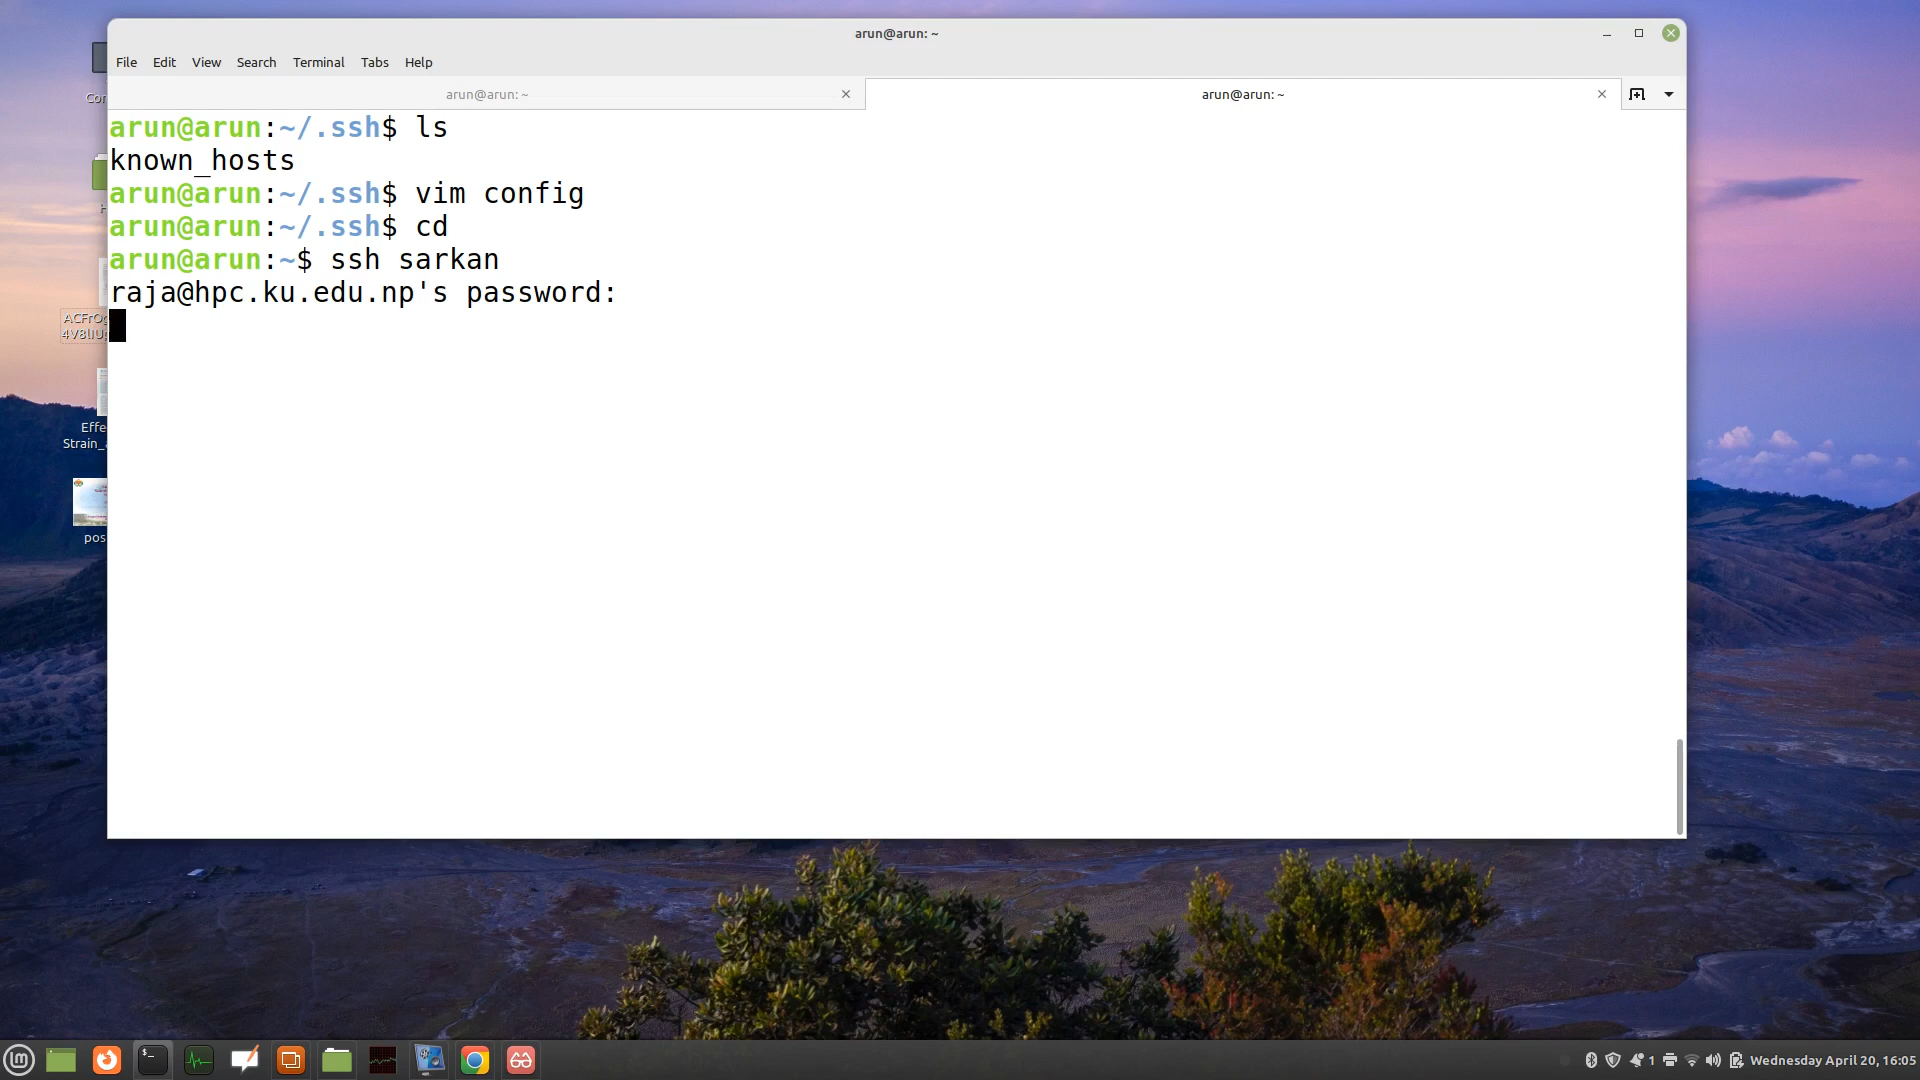 arun@arun: ~
File Edit View Search Terminal Tabs Help
arun@arun: ~
arun@arun: ~
arun@arun:~/.ssh$ ls
known_hosts
arun@arun:~/.ssh$ vim config
arun@arun:~/.ssh$ cd
arun@arun:~$ ssh sarkan
raja@hpc.ku.edu.np's password:
1
Wednesday April 20, 16:05